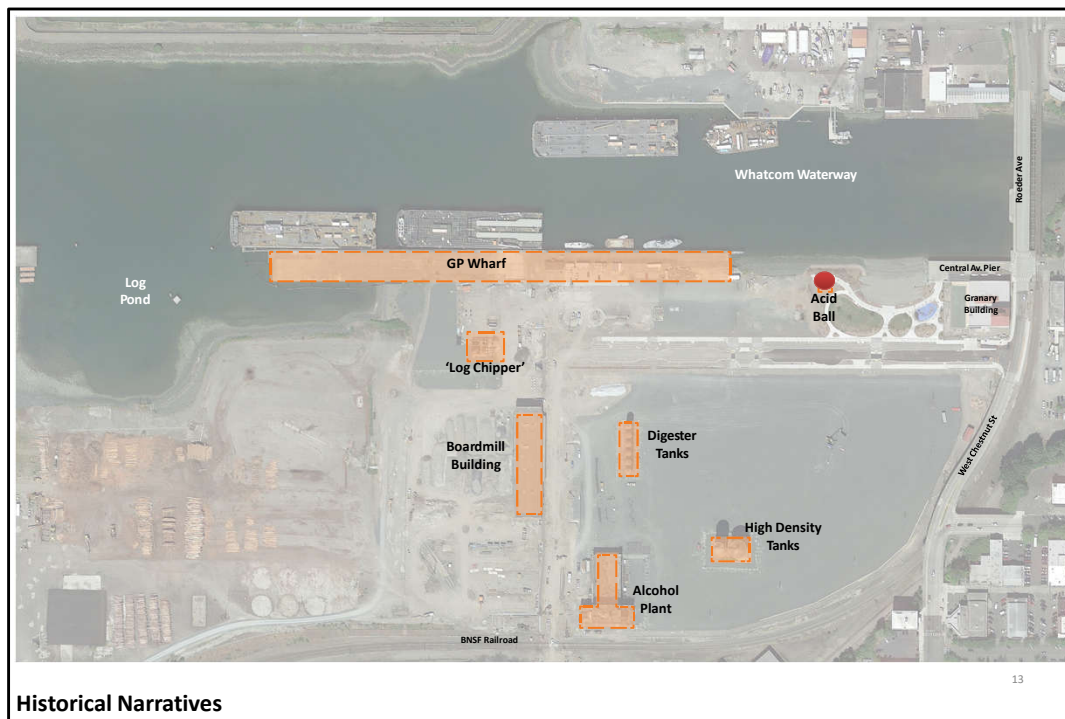 Whatcom Waterway
Roeder Ave
GP Wharf
Central Av. Pier
Log
Pond
Acid
Ball
Granary
Building
‘Log Chipper’
West Chestnut St
Boardmill
Building
Digester
Tanks
High Density
Tanks
Alcohol
Plant
BNSF Railroad
13
Historical Narratives